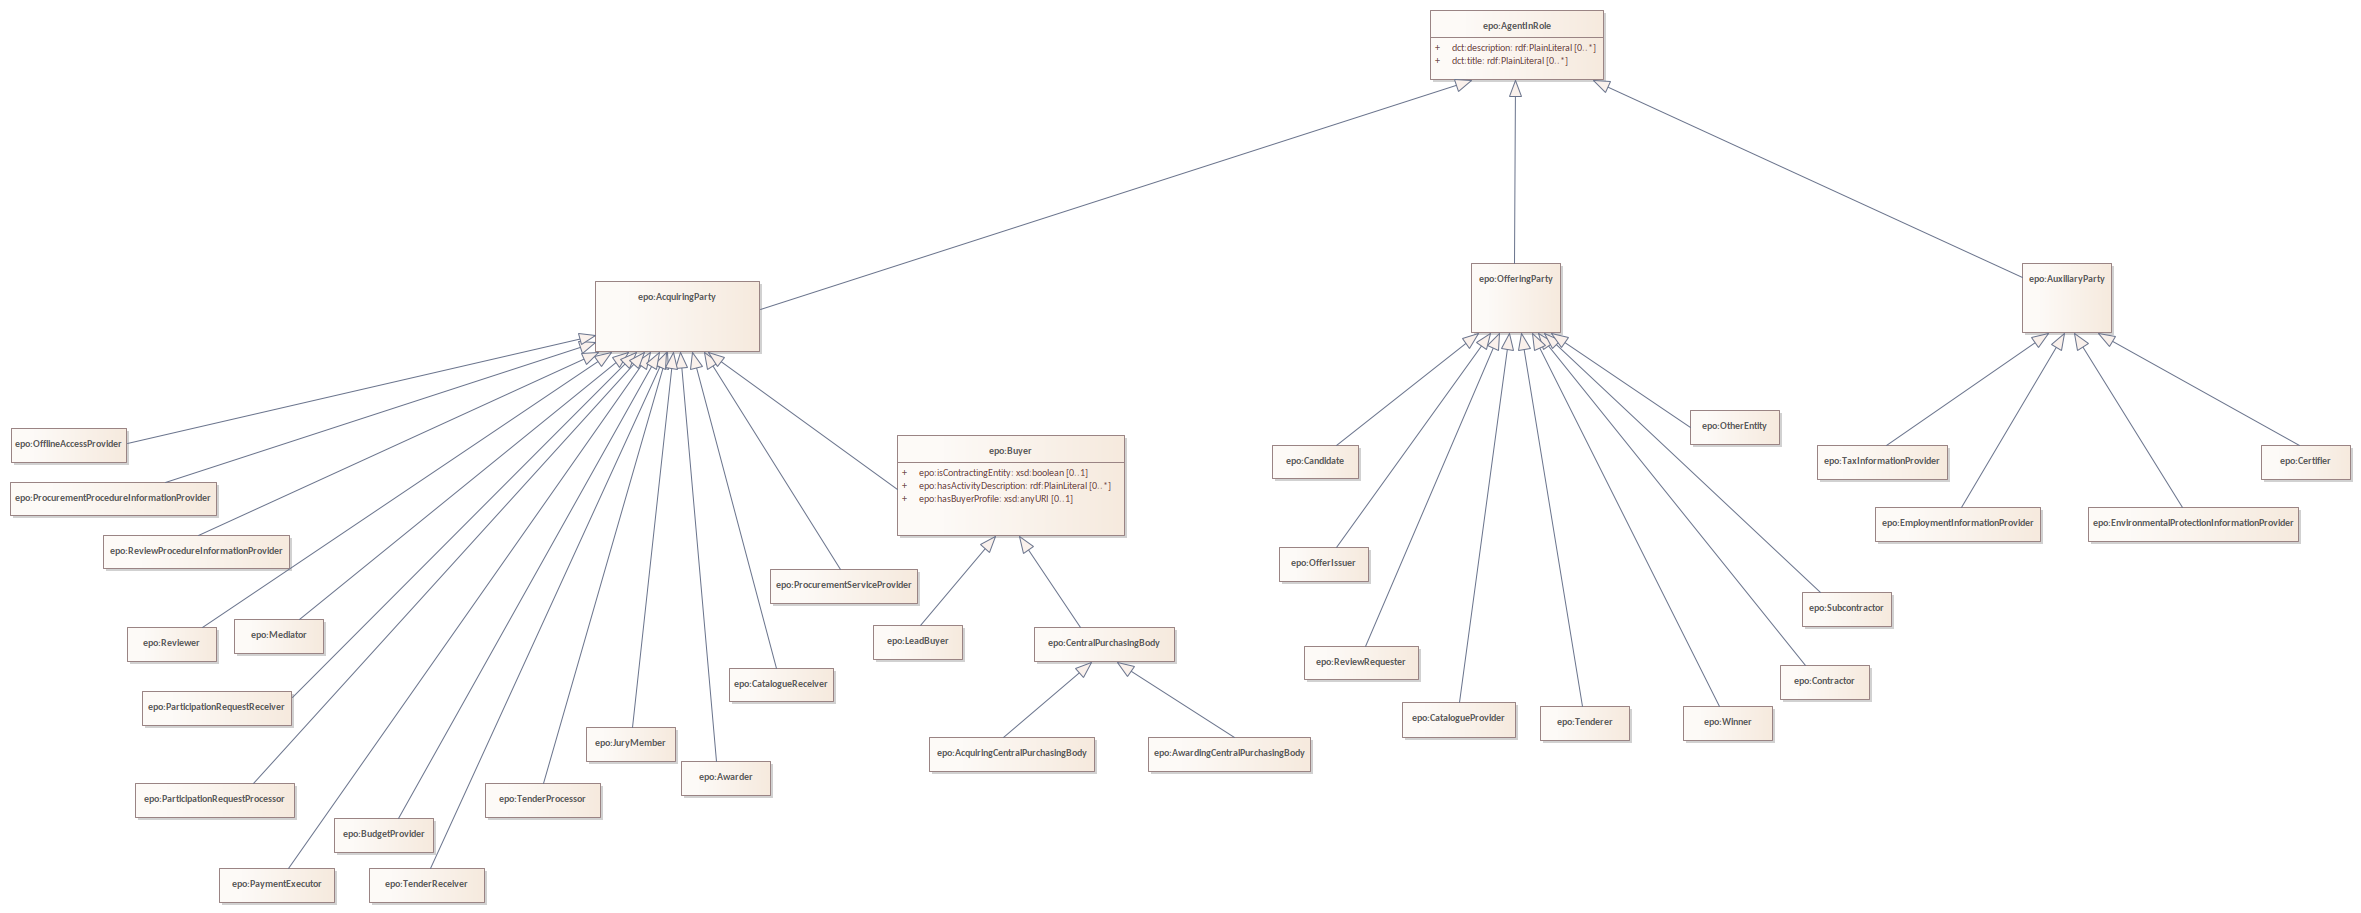 epo:AgentInRole
+ dct:description: rdf:PlainLiteral [0..*]
+ dct:title: rdf:PlainLiteral [0..*]
epo:AcquiringParty
epo:OfferingParty
epo:AuxiliaryParty
epo:OfflineAccessProvider
epo:ProcurementProcedureInformationProvider
epo:ReviewProcedureInformationProvider
epo:Reviewer
epo:Mediator
epo:ParticipationRequestReceiver
epo:ParticipationRequestProcessor
epo:PaymentExecutor
epo:BudgetProvider
epo:TenderReceiver
epo:TenderProcessor
epo:JuryMember
epo:Awarder
epo:CatalogueReceiver
epo:ProcurementServiceProvider
epo:Buyer
+ epo:isContractingEntity: xsd:boolean [0..1]
+ epo:hasActivityDescription: rdf:PlainLiteral [0..*]
+ epo:hasBuyerProfile: xsd:anyURI [0..1]
epo:LeadBuyer
epo:CentralPurchasingBody
epo:AcquiringCentralPurchasingBody
epo:AwardingCentralPurchasingBody
epo:Candidate
epo:OfferIssuer
epo:ReviewRequester
epo:CatalogueProvider
epo:Tenderer
epo:Winner
epo:Contractor
epo:Subcontractor
epo:OtherEntity
epo:TaxInformationProvider
epo:EmploymentInformationProvider
epo:EnvironmentalProtectionInformationProvider
epo:Certifier